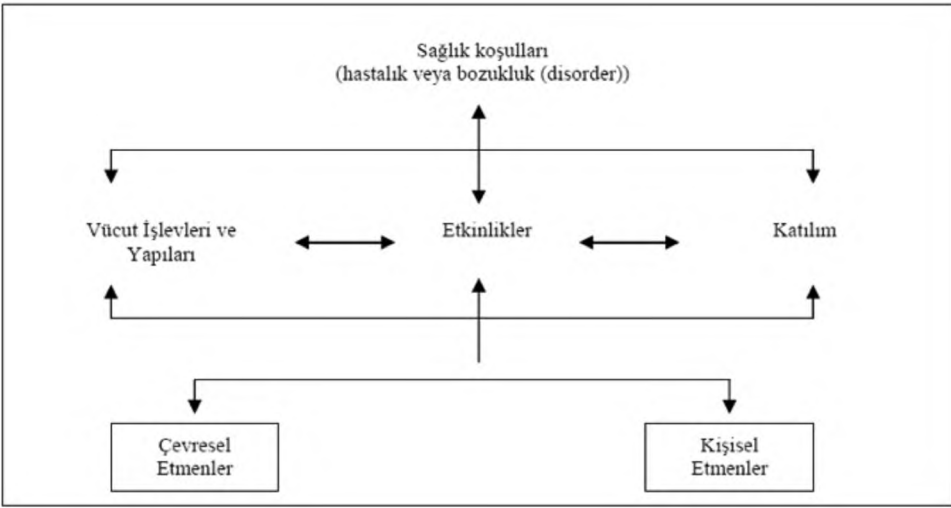 Sağlık koşulları
(hastalık veya bozukluk (disorder))
Vücut İşlevleri ve
Yapıları
Etkinlikler
Katılım
Çevresel
Etmenler
Kişisel
Etmenler